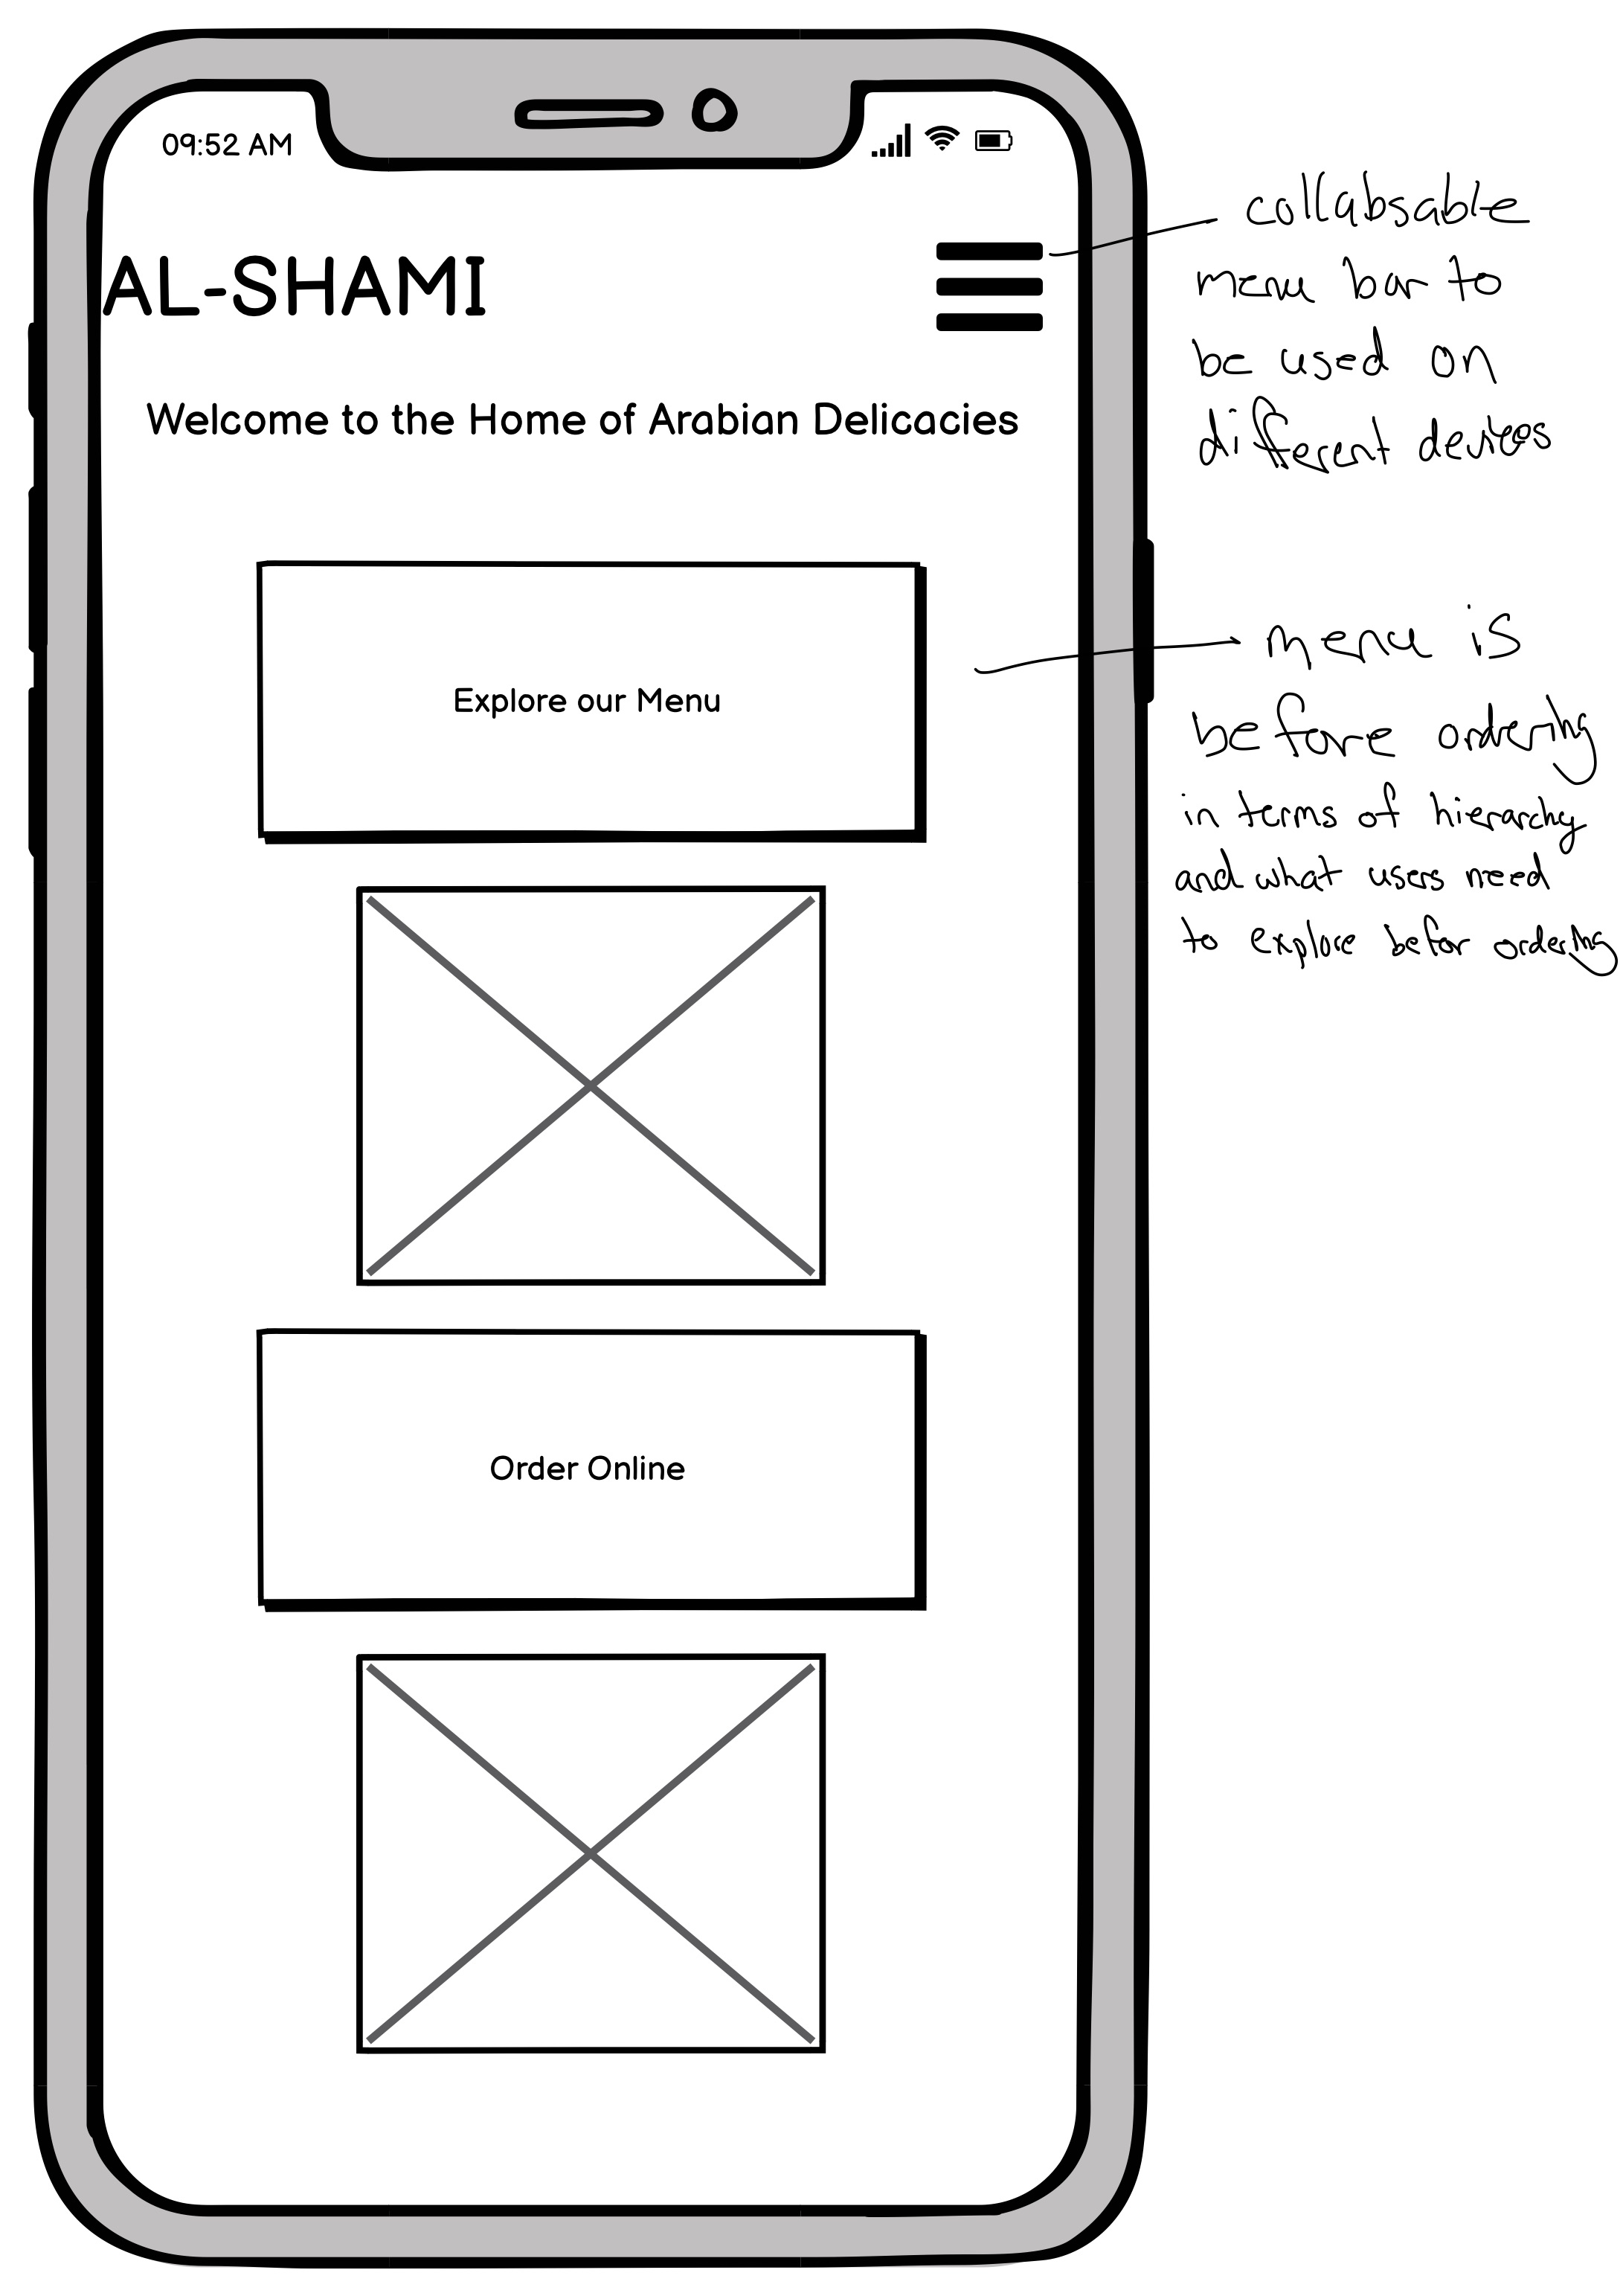 09:52 AM
AL-SHAMI
Welcome to the Home of Arabian Delicacies
Explore our Menu
Order Online
collabsable
menu bar to
be used on
different devices
menu is
before ordering
in terms of hierarchy
and what users need
to explore before ordering